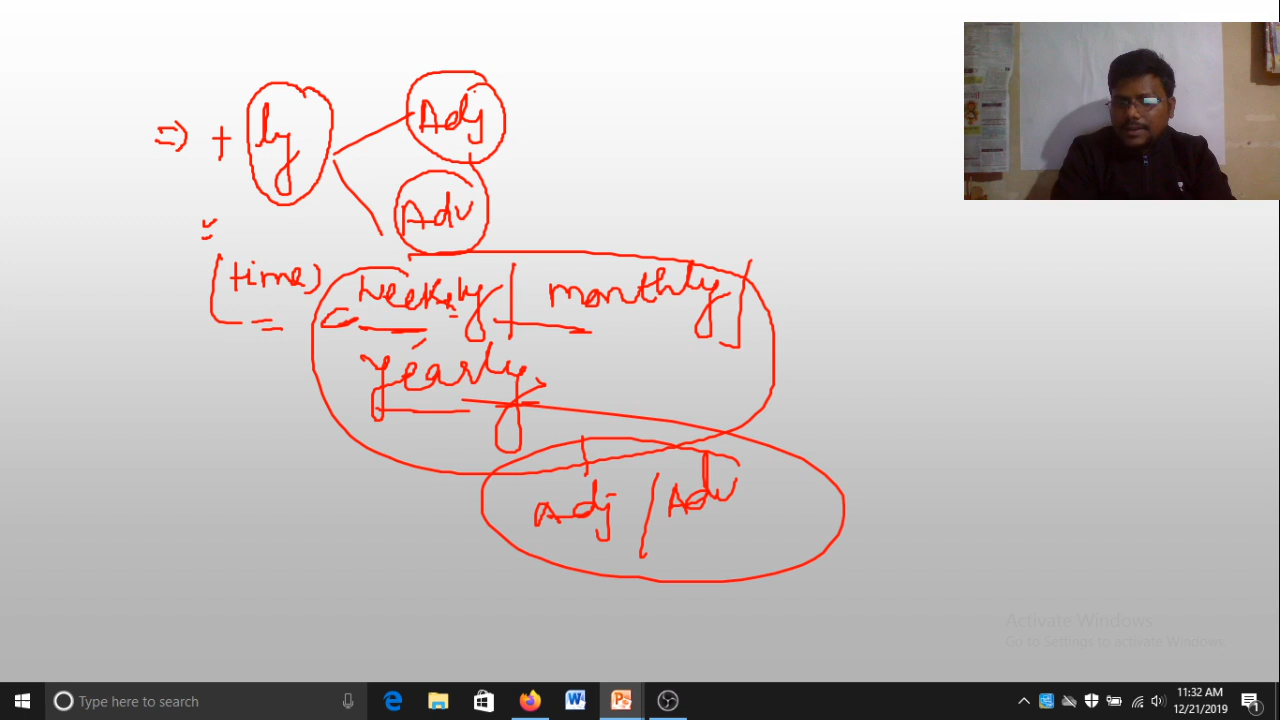 => + ly
Adj
Adv
(time)
weekly | monthly |
yearly
Adj / Adv
Activate Windows
Go to Settings to activate Windows.
Type here to search
11:32 AM
12/21/2019
1